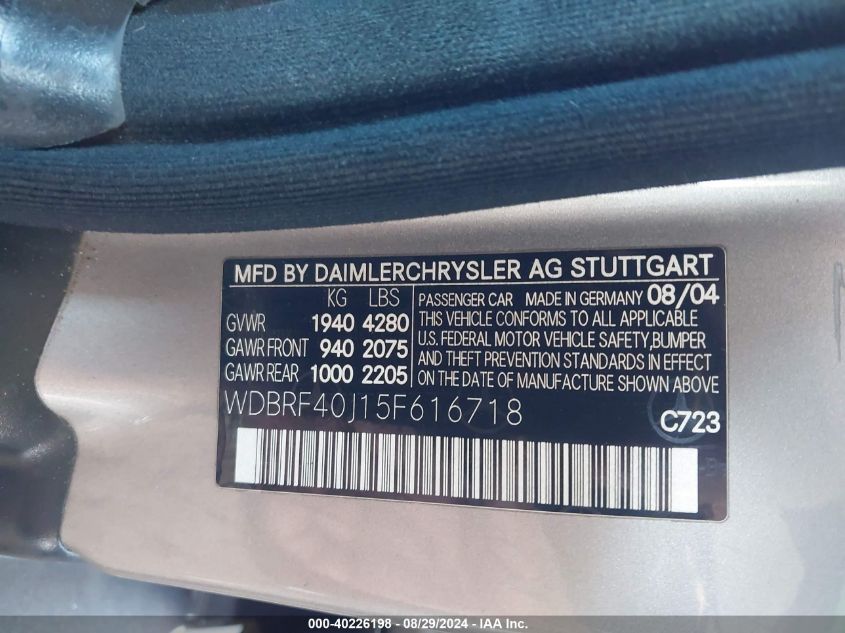 MFD BY DAIMLERCHRYSLER AG STUTTGART
KG LBS
GVWR 1940 4280
GAWR FRONT 940 2075
GAWR REAR 1000 2205
PASSENGER CAR MADE IN GERMANY 08/04
THIS VEHICLE CONFORMS TO ALL APPLICABLE
U.S. FEDERAL MOTOR VEHICLE SAFETY,BUMPER
AND THEFT PREVENTION STANDARDS IN EFFECT
ON THE DATE OF MANUFACTURE SHOWN ABOVE
WDBRF40J15F616718
C723
000-40226198 - 08/29/2024 - IAA Inc.